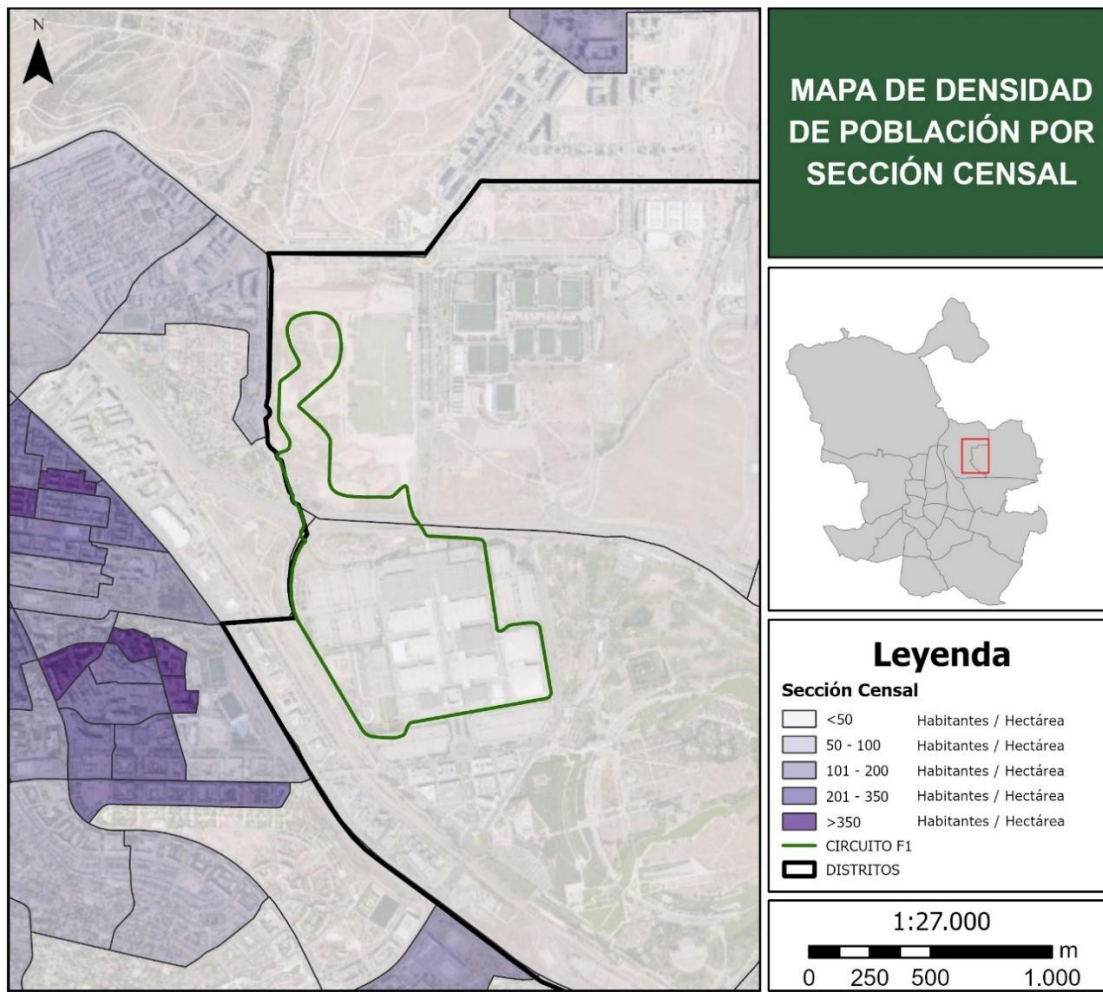 N
MAPA DE DENSIDAD
DE POBLACIÓN POR
SECCIÓN CENSAL
Leyenda
Sección Censal
<50 Habitantes / Hectárea
50 - 100 Habitantes / Hectárea
101 - 200 Habitantes / Hectárea
201 - 350 Habitantes / Hectárea
>350 Habitantes / Hectárea
CIRCUITO F1
DISTRITOS
1:27.000
m
0 250 500 1.000